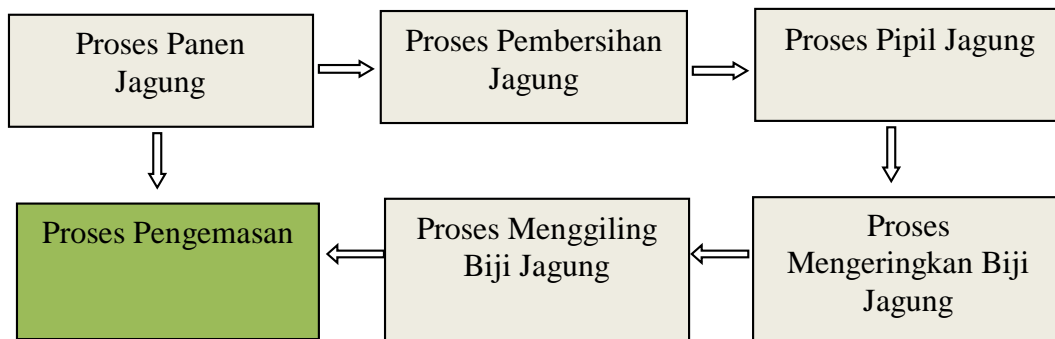 Proses Panen
Jagung
Proses Pembersihan
Jagung
Proses Pipil Jagung
Proses Pengemasan
Proses Menggiling
Biji Jagung
Proses
Mengeringkan Biji
Jagung